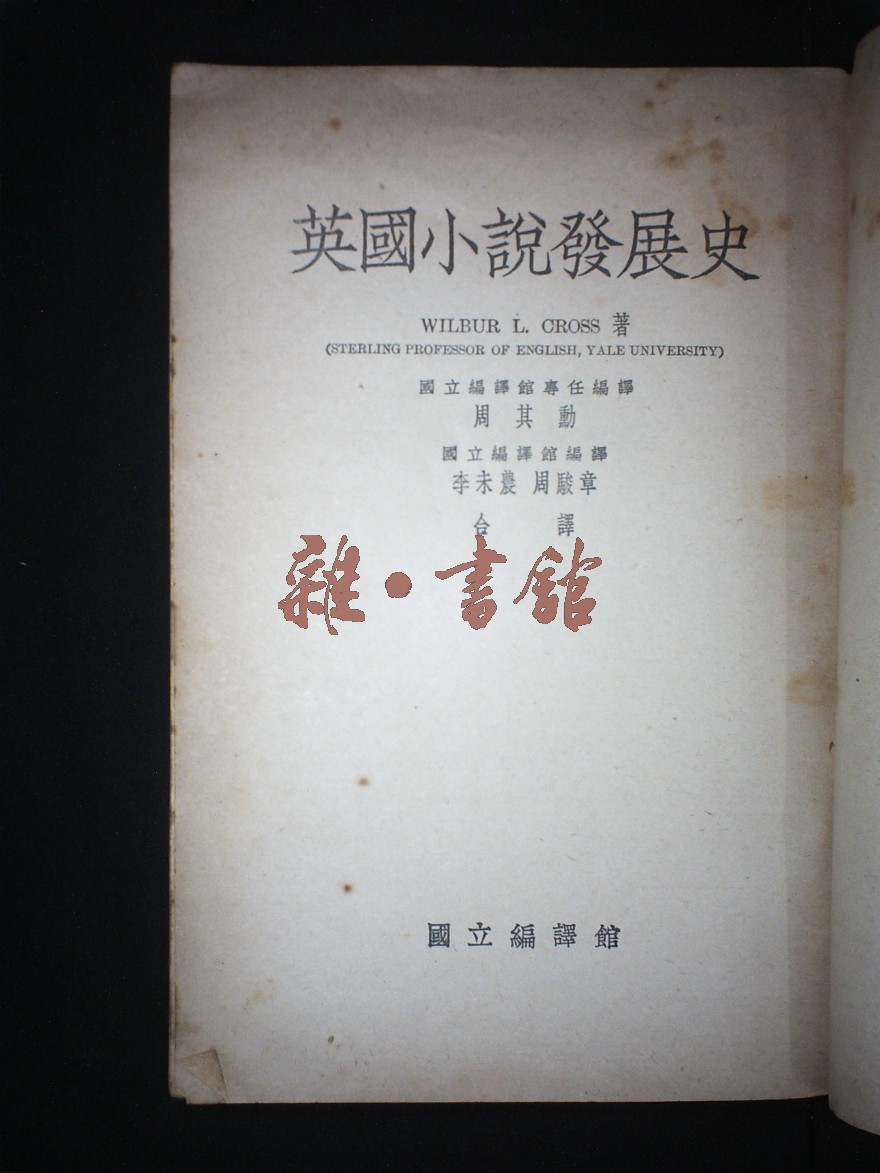 英國小說發展史
WILBUR L. CROSS 著
(STERLING PROFESSOR OF ENGLISH, YALE UNIVERSITY)
國立編譯館專任編譯
周其勳
國立編譯館編譯
李未農 周駿章
合譯
雜·書館
國立編譯館